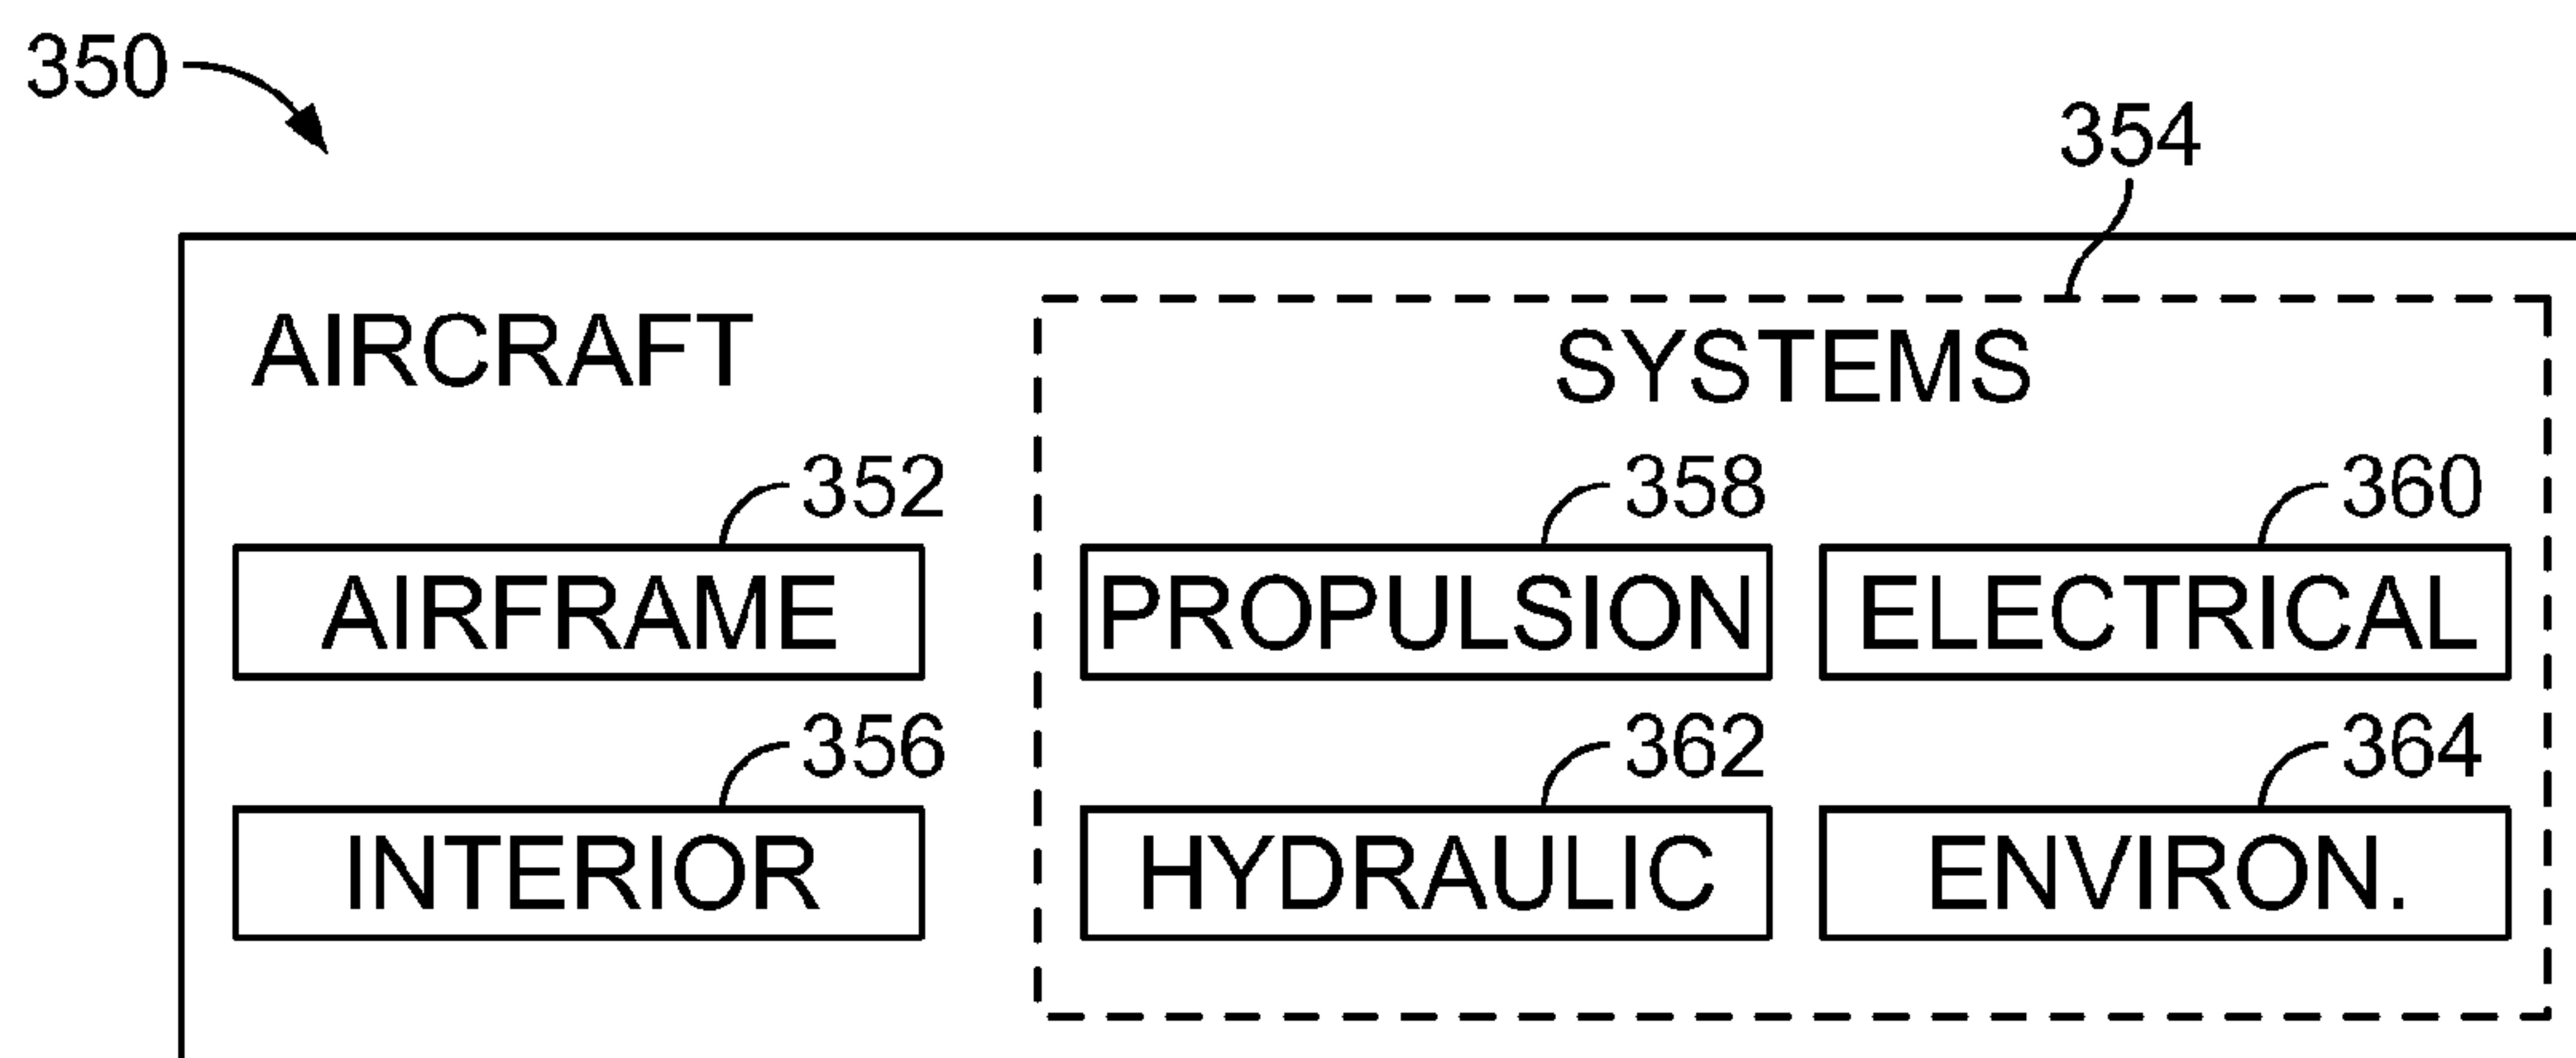 350
354
AIRCRAFT
SYSTEMS
352
358
360
AIRFRAME
PROPULSION
ELECTRICAL
356
362
364
INTERIOR
HYDRAULIC
ENVIRON.